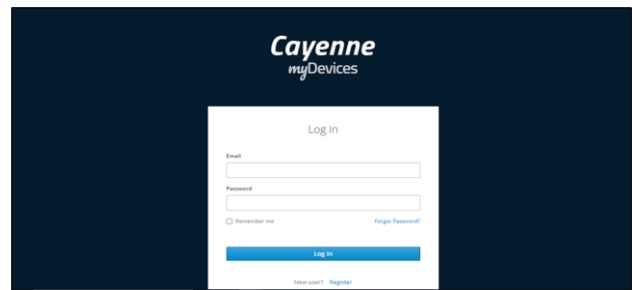 Cayenne
myDevices
Log In
Email
Password
Remember me Forgot Password?
Log In
New user? Register